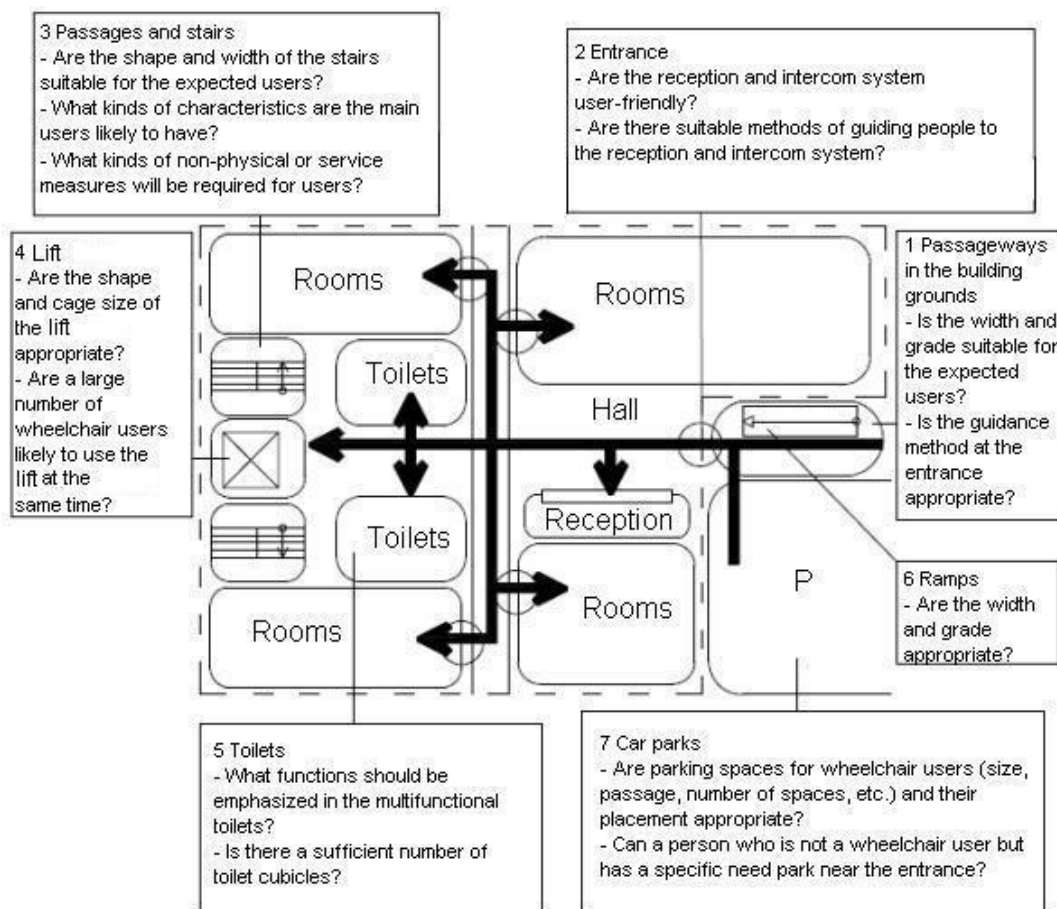 3 Passages and stairs
- Are the shape and width of the stairs
suitable for the expected users?
- What kinds of characteristics are the main
users likely to have?
- What kinds of non-physical or service
measures will be required for users?
2 Entrance
- Are the reception and intercom system
user-friendly?
- Are there suitable methods of guiding people to
the reception and intercom system?
4 Lift
- Are the shape
and cage size of
the lift
appropriate?
- Are a large
number of
wheelchair users
likely to use the
lift at the
same time?
Rooms
Rooms
1 Passageways
in the building
grounds
- Is the width and
grade suitable for
the expected
users?
- Is the guidance
method at the
entrance
appropriate?
Toilets
Hall
Toilets
Reception
Rooms
Rooms
P
6 Ramps
- Are the width
and grade
appropriate?
5 Toilets
- What functions should be
emphasized in the multifunctional
toilets?
- Is there a sufficient number of
toilet cubicles?
7 Car parks
- Are parking spaces for wheelchair users (size,
passage, number of spaces, etc.) and their
placement appropriate?
- Can a person who is not a wheelchair user but
has a specific need park near the entrance?